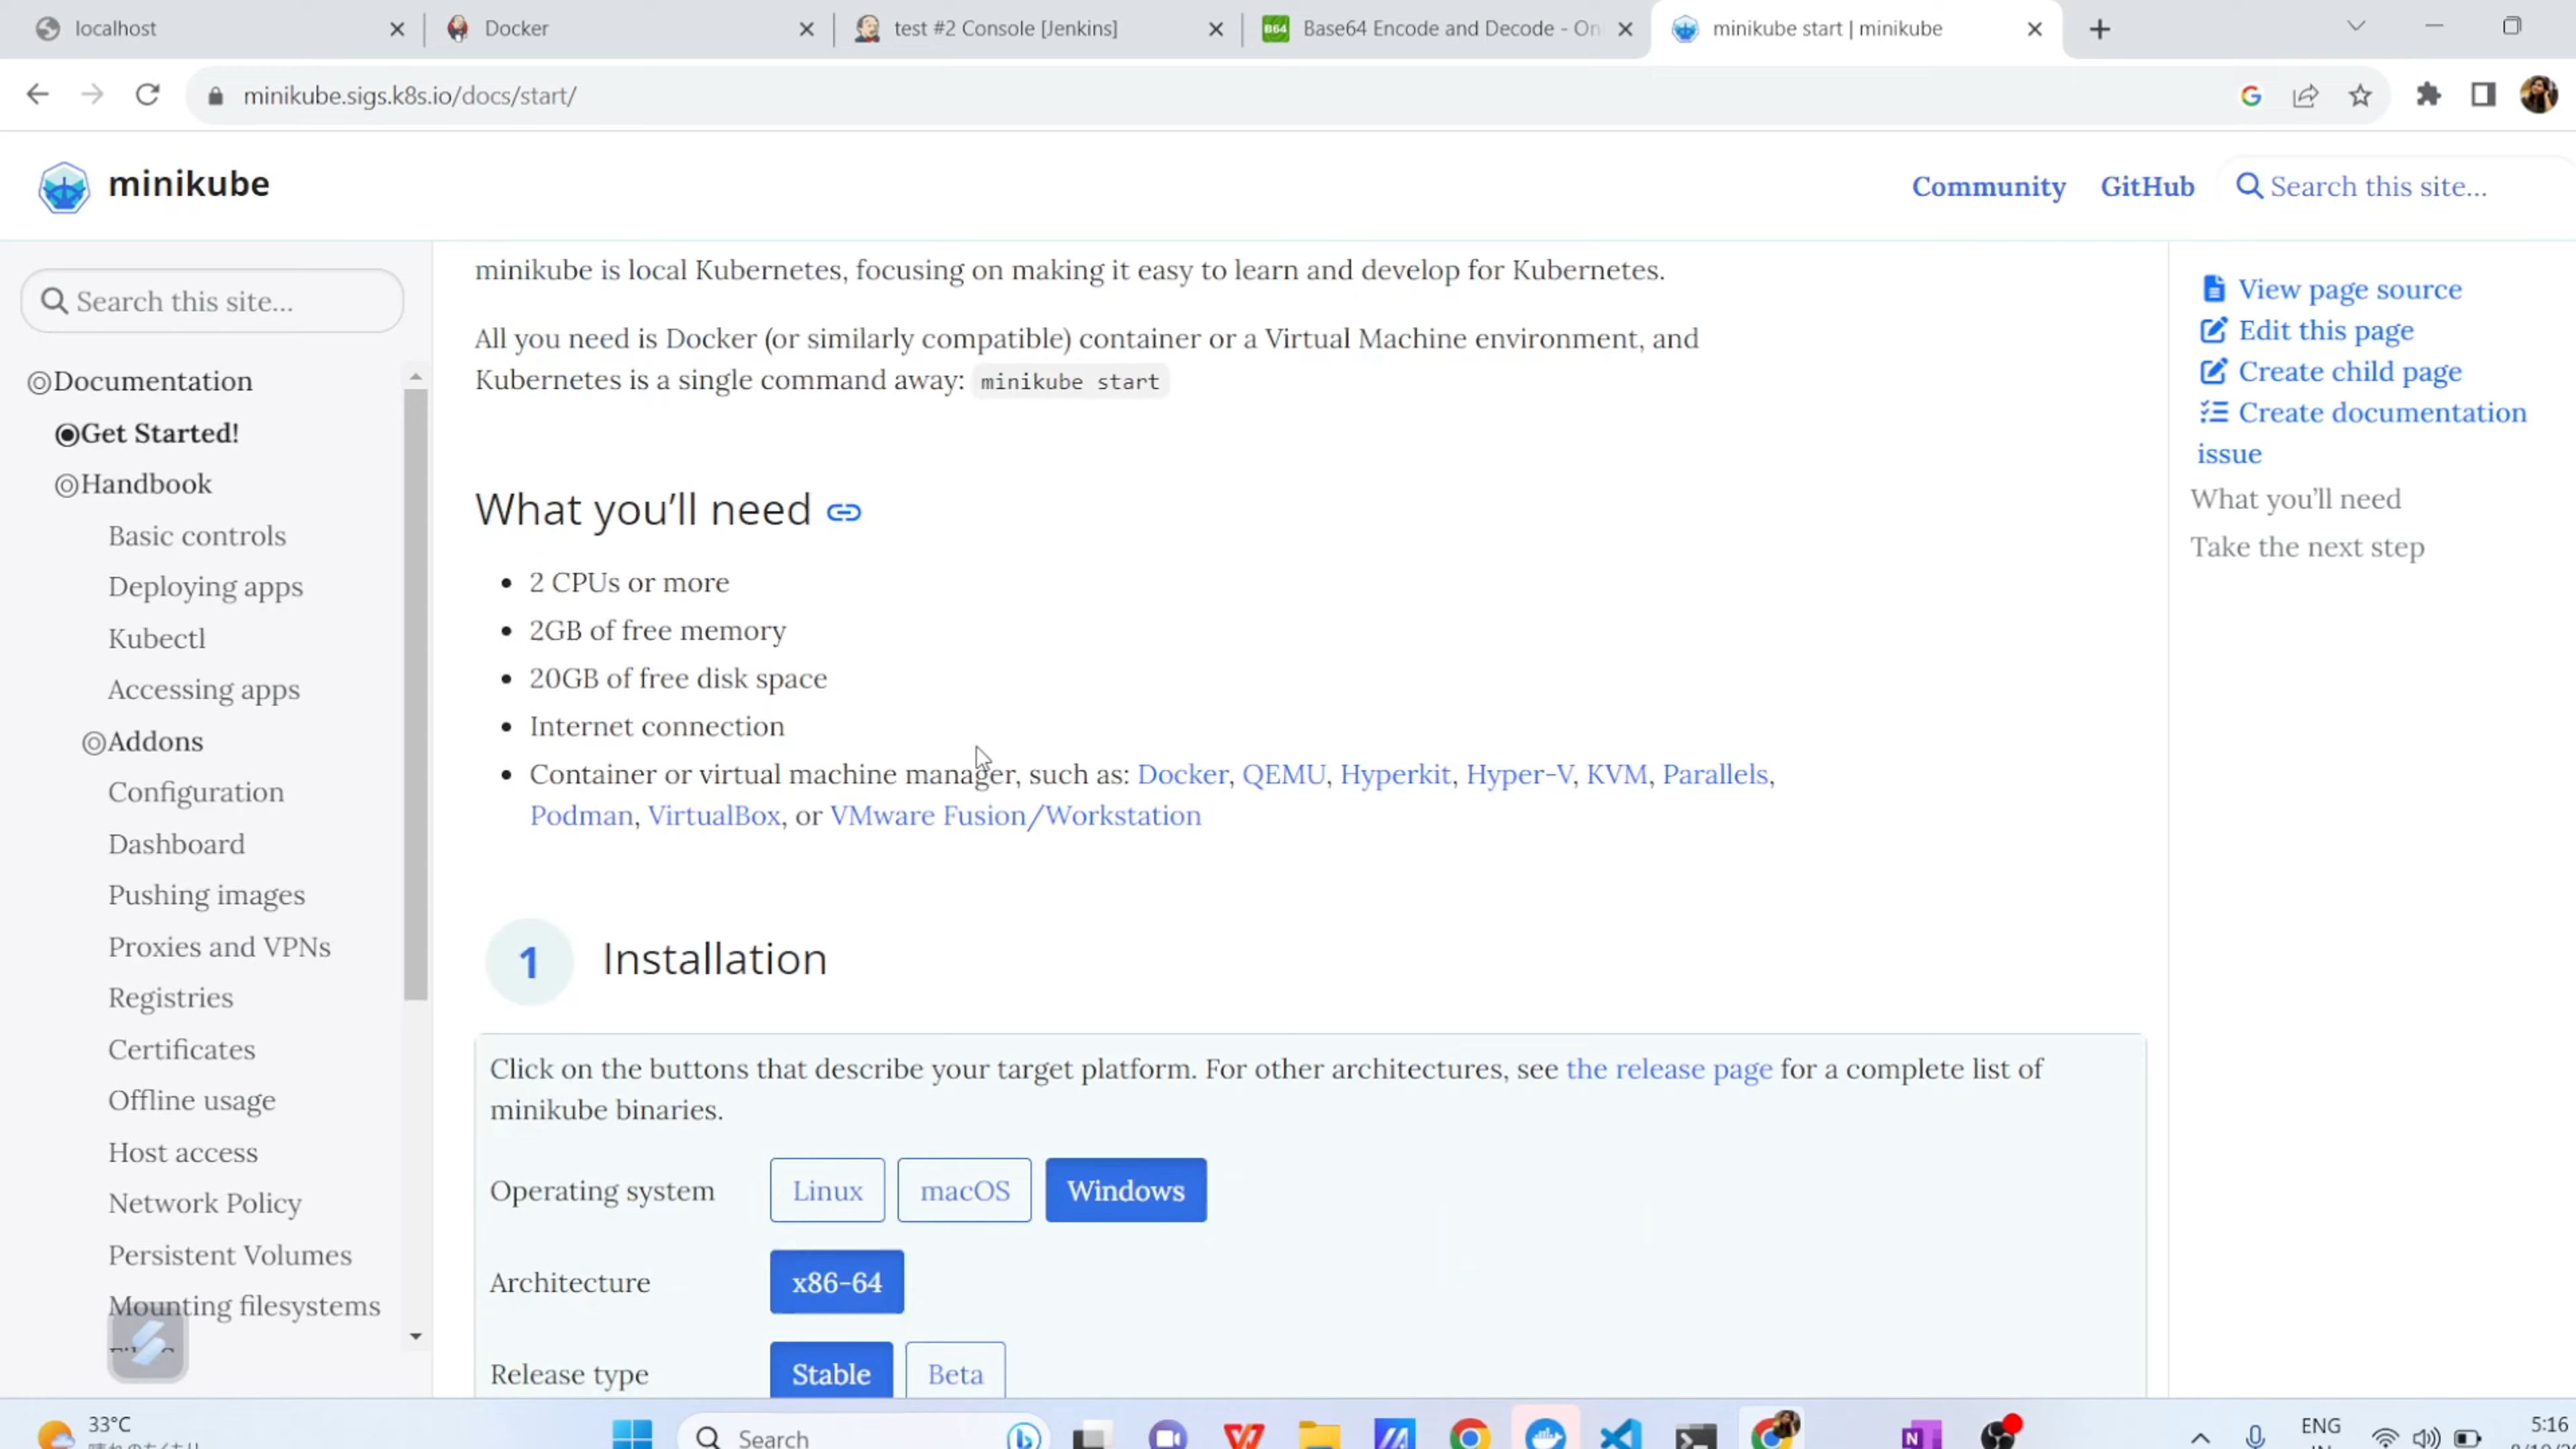 localhost
Docker
test #2 Console [Jenkins]
Base64 Encode and Decode - On
minikube start | minikube
minikube.sigs.k8s.io/docs/start/
minikube
Community
GitHub
Search this site...
Search this site...
Documentation
Get Started!
Handbook
Basic controls
Deploying apps
Kubectl
Accessing apps
Addons
Configuration
Dashboard
Pushing images
Proxies and VPNs
Registries
Certificates
Offline usage
Host access
Network Policy
Persistent Volumes
Mounting filesystems
minikube is local Kubernetes, focusing on making it easy to learn and develop for Kubernetes.
All you need is Docker (or similarly compatible) container or a Virtual Machine environment, and
Kubernetes is a single command away: minikube start
What you’ll need
2 CPUs or more
2GB of free memory
20GB of free disk space
Internet connection
Container or virtual machine manager, such as: Docker, QEMU, Hyperkit, Hyper-V, KVM, Parallels,
Podman, VirtualBox, or VMware Fusion/Workstation
1 Installation
Click on the buttons that describe your target platform. For other architectures, see the release page for a complete list of
minikube binaries.
Operating system Linux macOS Windows
Architecture x86-64
Release type Stable Beta
View page source
Edit this page
Create child page
Create documentation
issue
What you’ll need
Take the next step
33°C
Search
ENG
5:16